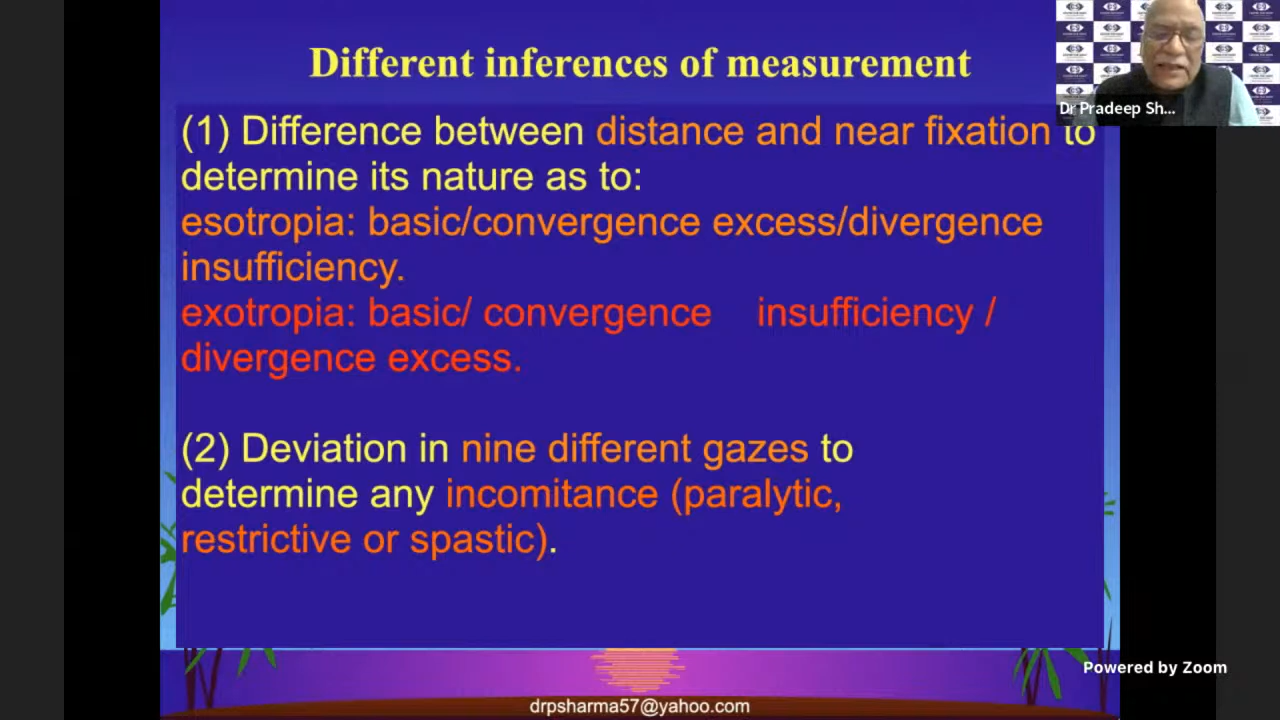 Different inferences of measurement
Dr Pradeep Sh...
(1) Difference between distance and near fixation to
determine its nature as to:
esotropia: basic/convergence excess/divergence
insufficiency.
exotropia: basic/ convergence insufficiency /
divergence excess.
(2) Deviation in nine different gazes to
determine any incomitance (paralytic,
restrictive or spastic).
Powered by Zoom
drpsharma57@yahoo.com